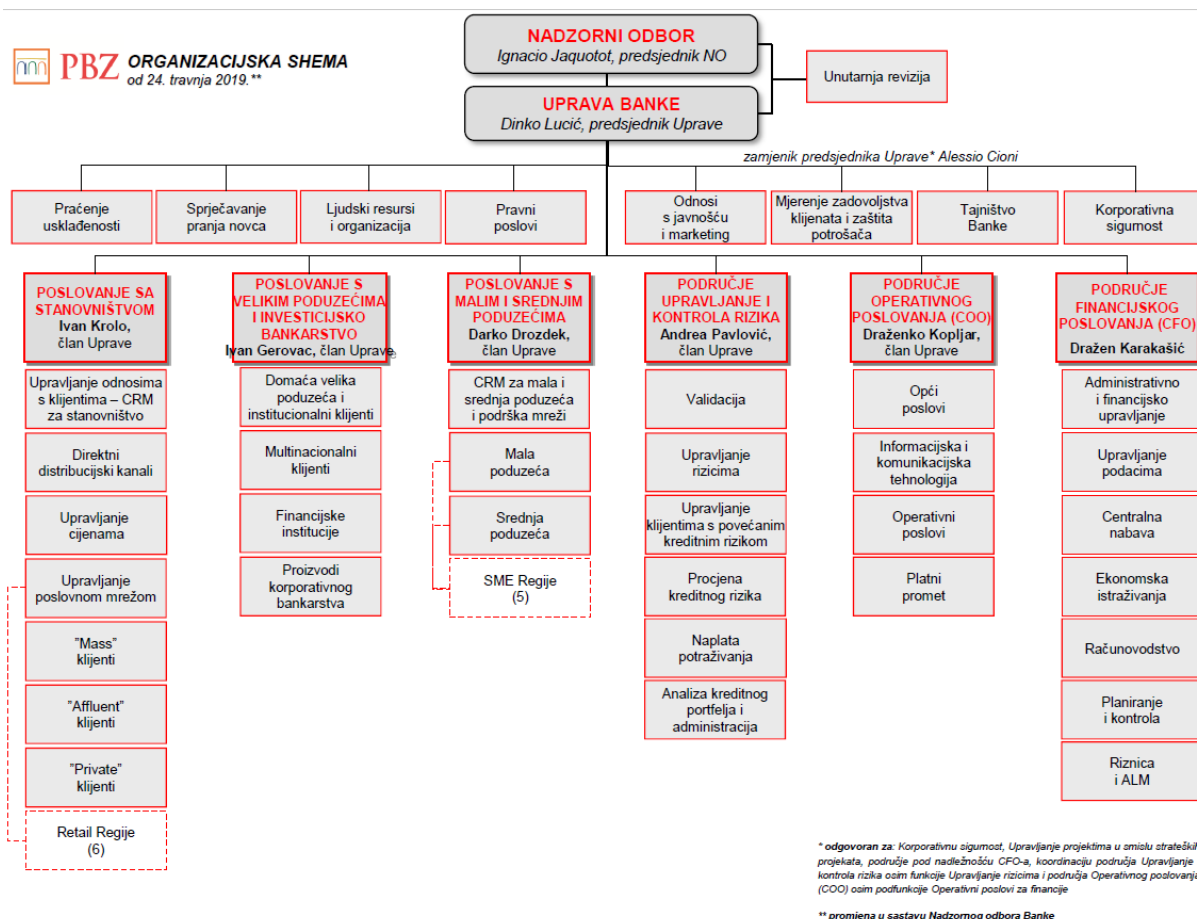 PBZ ORGANIZACIJSKA SHEMA
od 24. travnja 2019.**
NADZORNI ODBOR
Ignacio Jaquotot, predsjednik NO
UPRAVA BANKE
Dinko Lucić, predsjednik Uprave
Unutarnja revizija
zamjenik predsjednika Uprave* Alessio Cioni
Praćenje
usklađenosti
Sprječavanje
pranja novca
Ljudski resursi
i organizacija
Pravni
poslovi
Odnosi
s javnošću
i marketing
Mjerenje zadovoljstva
klijenata i zaštita
potrošača
Tajništvo
Banke
Korporativna
sigurnost
POSLOVANJE SA
STANOVNIŠTVOM
Ivan Krolo,
član Uprave
Upravljanje odnosima
s klijentima – CRM
za stanovništvo
Direktni
distribucijski kanali
Upravljanje
cijenama
Upravljanje
poslovnom mrežom
"Mass"
klijenti
"Affluent"
klijenti
"Private"
klijenti
Retail Regije
(6)
POSLOVANJE S
VELIKIM PODUZEĆIMA
I INVESTICIJSKO
BANKARSTVO
Ivan Gerovac, član Uprave
Domaća velika
poduzeća i
institucionalni klijenti
Multinacionalni
klijenti
Financijske
institucije
Proizvodi
korporativnog
bankarstva
POSLOVANJE S
MALIM I SREDNJIM
PODUZEĆIMA
Darko Drozdek,
član Uprave
CRM za mala i
srednja poduzeća
i podrška mreži
Mala
poduzeća
Srednja
poduzeća
SME Regije
(5)
PODRUČJE
UPRAVLJANJE I
KONTROLA RIZIKA
Andrea Pavlović,
član Uprave
Validacija
Upravljanje
rizicima
Upravljanje
klijentima s povećanim
kreditnim rizikom
Procjena
kreditnog rizika
Naplata
potraživanja
Analiza kreditnog
portfelja i
administracija
PODRUČJE
OPERATIVNOG
POSLOVANJA (COO)
Draženko Kopljar,
član Uprave
Opći
poslovi
Informacijska i
komunikacijska
tehnologija
Operativni
poslovi
Platni
promet
PODRUČJE
FINANCIJSKOG
POSLOVANJA (CFO)
Dražen Karakašić
Administrativno
i financijsko
upravljanje
Upravljanje
podacima
Centralna
nabava
Ekonomska
istraživanja
Računovodstvo
Planiranje
i kontrola
Riznica
i ALM
* odgovoran za: Korporativnu sigurnost, Upravljanje projektima u smislu strateških
projekata, područje pod nadležnošću CFO-a, koordinaciju područja Upravljanje i
kontrola rizika osim funkcije Upravljanje rizicima i područja Operativnog poslovanja
(COO) osim podfunkcije Operativni poslovi za financije
** promjena u sastavu Nadzornog odbora Banke